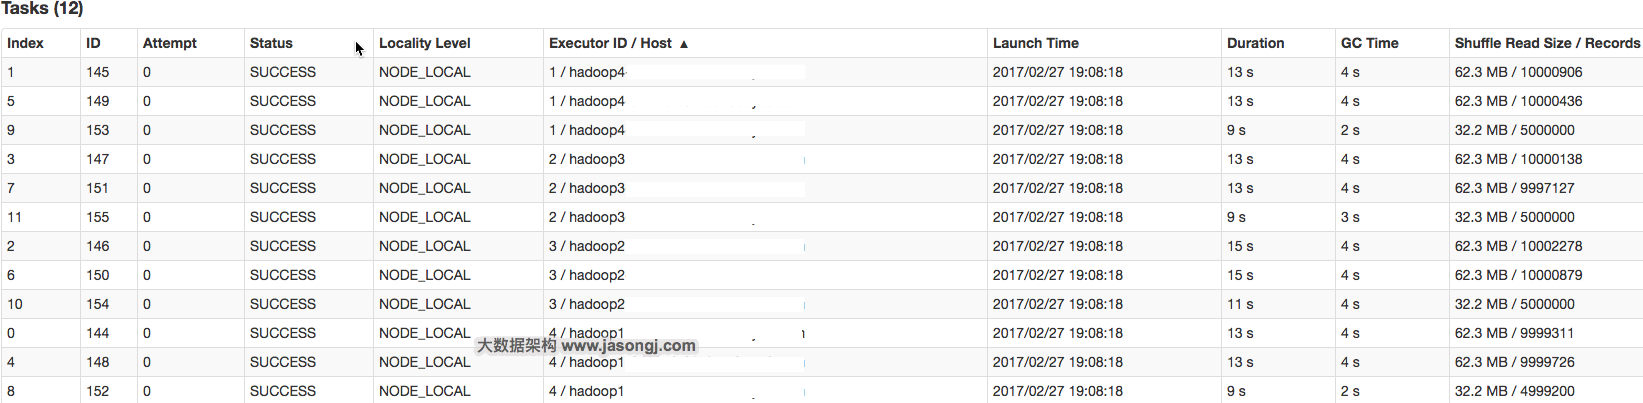 Tasks (12)
Index ID Attempt Status Locality Level Executor ID / Host ▲ Launch Time Duration GC Time Shuffle Read Size / Records
1 145 0 SUCCESS NODE_LOCAL 1 / hadoop4 2017/02/27 19:08:18 13 s 4 s 62.3 MB / 10000906
5 149 0 SUCCESS NODE_LOCAL 1 / hadoop4 2017/02/27 19:08:18 13 s 4 s 62.3 MB / 10000436
9 153 0 SUCCESS NODE_LOCAL 1 / hadoop4 2017/02/27 19:08:18 9 s 2 s 32.2 MB / 5000000
3 147 0 SUCCESS NODE_LOCAL 2 / hadoop3 2017/02/27 19:08:18 13 s 4 s 62.3 MB / 10000138
7 151 0 SUCCESS NODE_LOCAL 2 / hadoop3 2017/02/27 19:08:18 13 s 4 s 62.3 MB / 9997127
11 155 0 SUCCESS NODE_LOCAL 2 / hadoop3 2017/02/27 19:08:18 9 s 3 s 32.3 MB / 5000000
2 146 0 SUCCESS NODE_LOCAL 3 / hadoop2 2017/02/27 19:08:18 15 s 4 s 62.3 MB / 10002278
6 150 0 SUCCESS NODE_LOCAL 3 / hadoop2 2017/02/27 19:08:18 15 s 4 s 62.3 MB / 10000879
10 154 0 SUCCESS NODE_LOCAL 3 / hadoop2 2017/02/27 19:08:18 11 s 4 s 32.2 MB / 5000000
0 144 0 SUCCESS NODE_LOCAL 4 / hadoop1 2017/02/27 19:08:18 13 s 4 s 62.3 MB / 9999311
大数据架构 www.jasongj.com
4 148 0 SUCCESS NODE_LOCAL 4 / hadoop1 2017/02/27 19:08:18 13 s 4 s 62.3 MB / 9999726
8 152 0 SUCCESS NODE_LOCAL 4 / hadoop1 2017/02/27 19:08:18 9 s 2 s 32.2 MB / 4999200